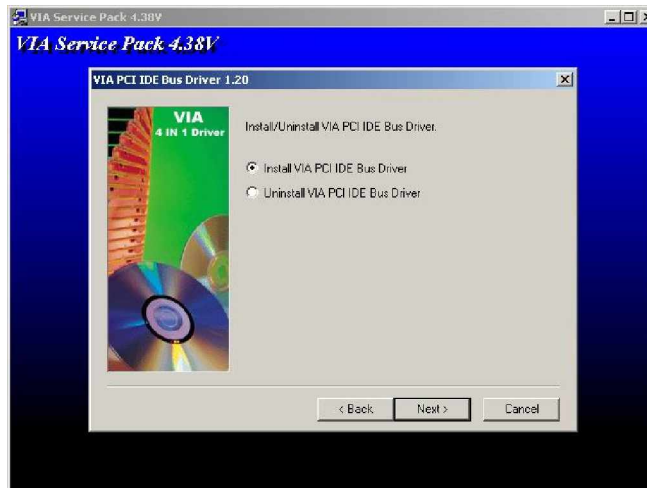 VIA Service Pack 4.38V
VIA Service Pack 4.38V
VIA PCI IDE Bus Driver 1.20
VIA
4 IN 1 Driver
Install/Uninstall VIA PCI IDE Bus Driver.
Install VIA PCI IDE Bus Driver
Uninstall VIA PCI IDE Bus Driver
< Back Next > Cancel